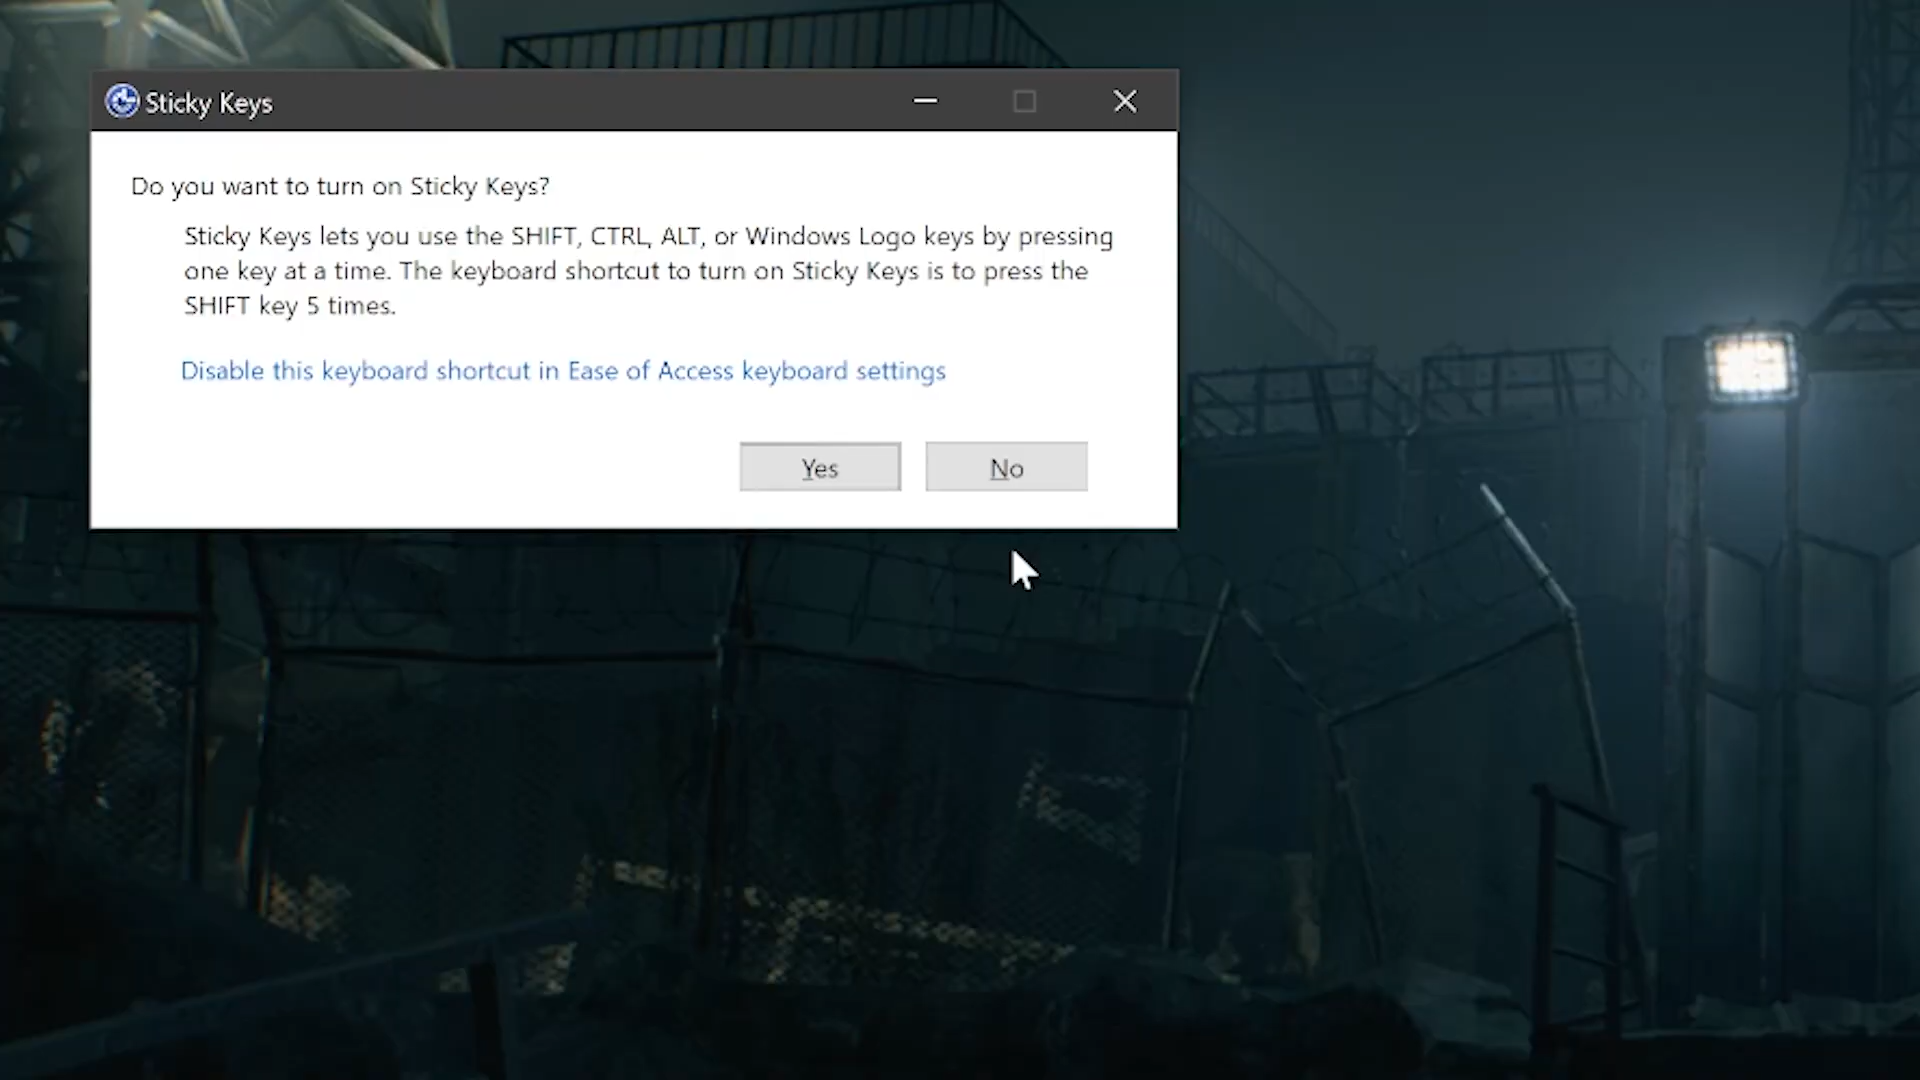 Sticky Keys
Do you want to turn on Sticky Keys?
Sticky Keys lets you use the SHIFT, CTRL, ALT, or Windows Logo keys by pressing
one key at a time. The keyboard shortcut to turn on Sticky Keys is to press the
SHIFT key 5 times.
Disable this keyboard shortcut in Ease of Access keyboard settings
Yes
No